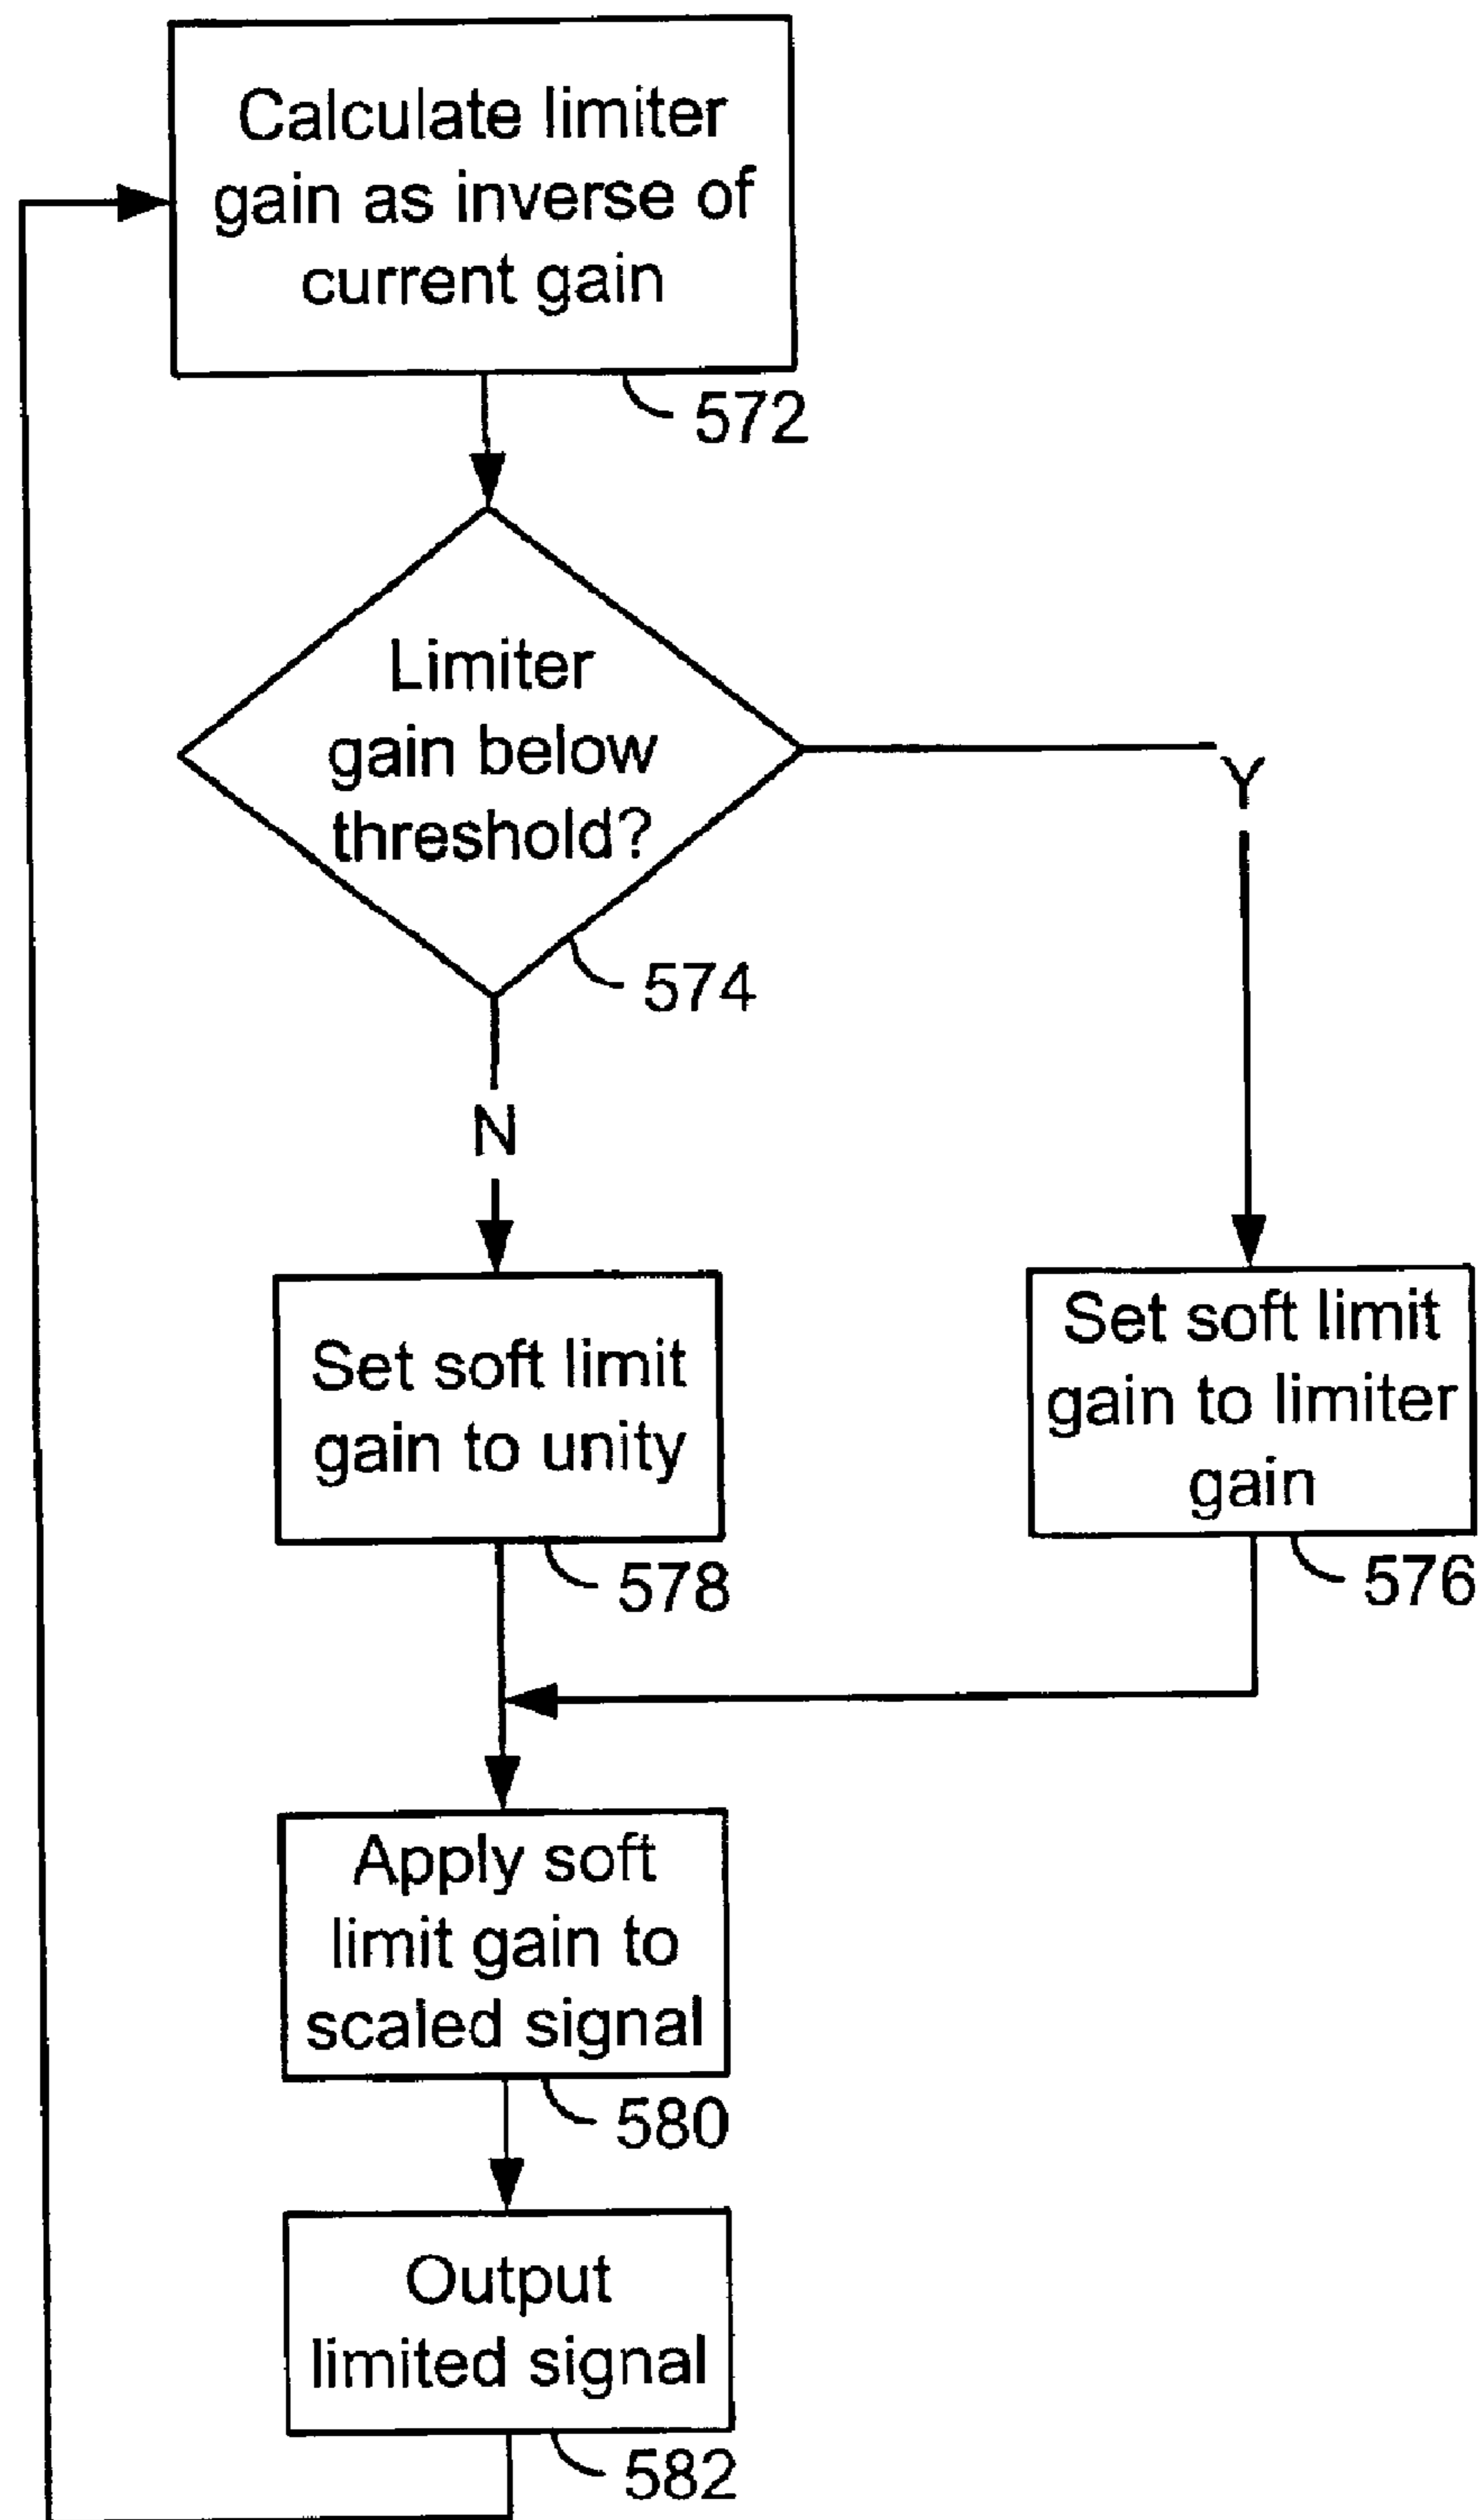 Calculate limiter
gain as inverse of
current gain
572
Limiter
gain below
threshold?
Y
574
N
Set soft limit
gain to unity
578
Set soft limit
gain to limiter
gain
576
Apply soft
limit gain to
scaled signal
580
Output
limited signal
582